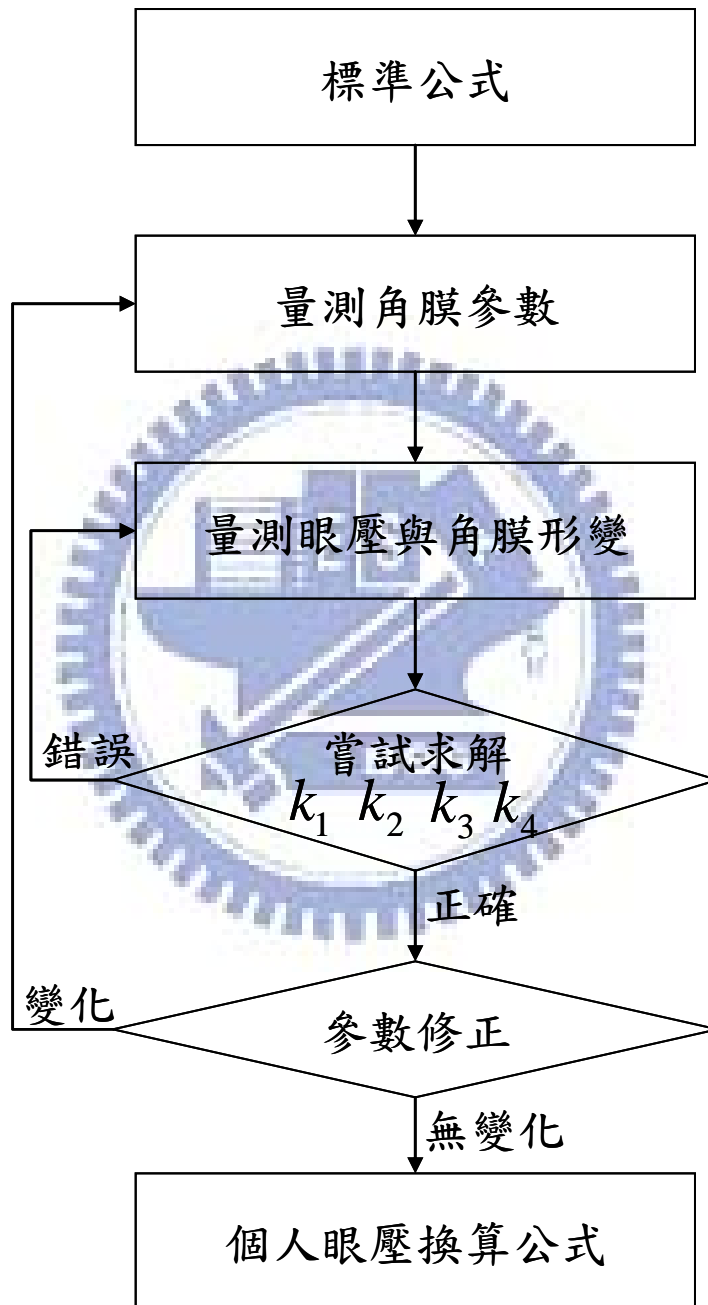 標準公式
量測角膜參數
量測眼壓與角膜形變
錯誤
嘗試求解
k₁ k₂ k₃ k₄
正確
變化
參數修正
無變化
個人眼壓換算公式